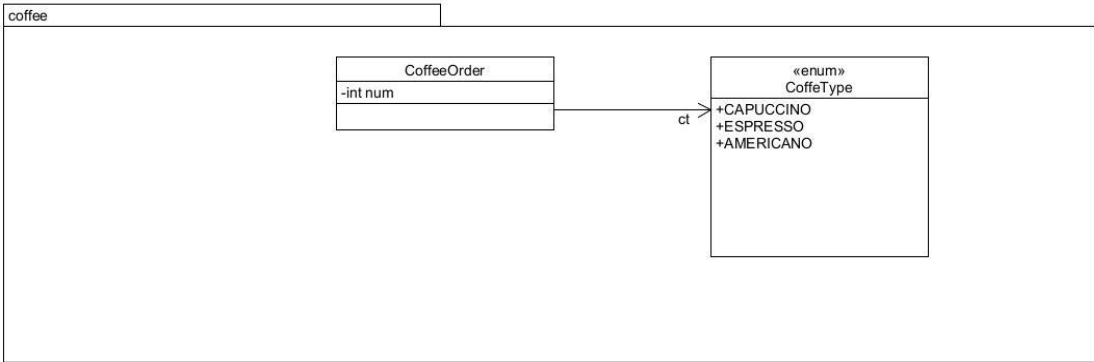 coffee
CoffeeOrder
-int num
ct
«enum»
CoffeType
+CAPUCCINO
+ESPRESSO
+AMERICANO